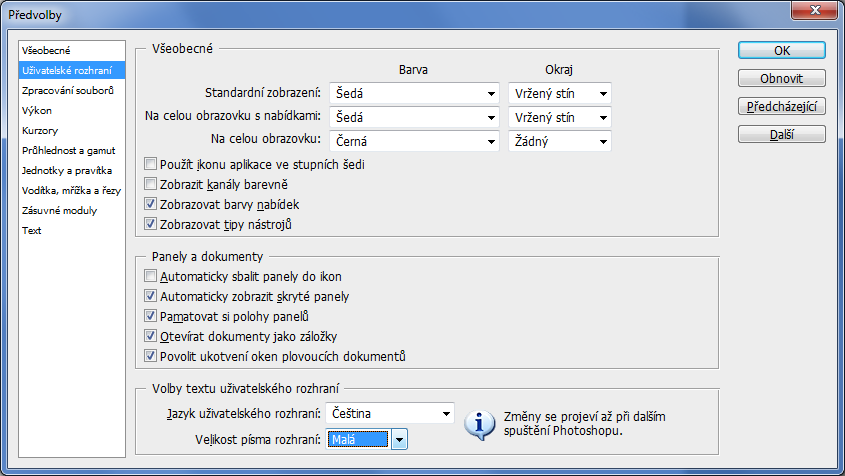 Předvolby
Všeobecné
Uživatelské rozhraní
Zpracování souborů
Výkon
Kurzory
Průhlednost a gamut
Jednotky a pravítka
Vodítka, mřížka a řezy
Zásuvné moduly
Text
Všeobecné
Barva Okraj
Standardní zobrazení: Šedá Vržený stín
Na celou obrazovku s nabídkami: Šedá Vržený stín
Na celou obrazovku: Černá Žádný
Použít ikonu aplikace ve stupních šedi
Zobrazit kanály barevně
Zobrazovat barvy nabídek
Zobrazovat tipy nástrojů
Panely a dokumenty
Automaticky sbalit panely do ikon
Automaticky zobrazit skryté panely
Pamatovat si polohy panelů
Otevírat dokumenty jako záložky
Povolit ukotvení oken plovoucích dokumentů
Volby textu uživatelského rozhraní
Jazyk uživatelského rozhraní: Čeština
Velikost písma rozhraní: Malá
Změny se projeví až při dalším
spuštění Photoshopu.
OK
Obnovit
Předcházející
Další